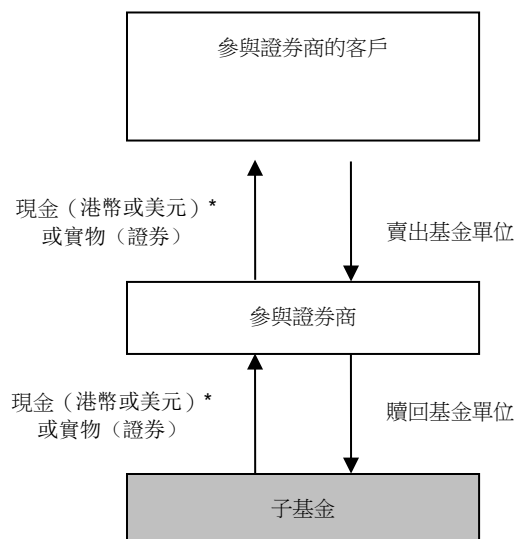 參與證券商的客戶
現金（港幣或美元）*
或實物（證券）
賣出基金單位
參與證券商
現金（港幣或美元）*
或實物（證券）
贖回基金單位
子基金